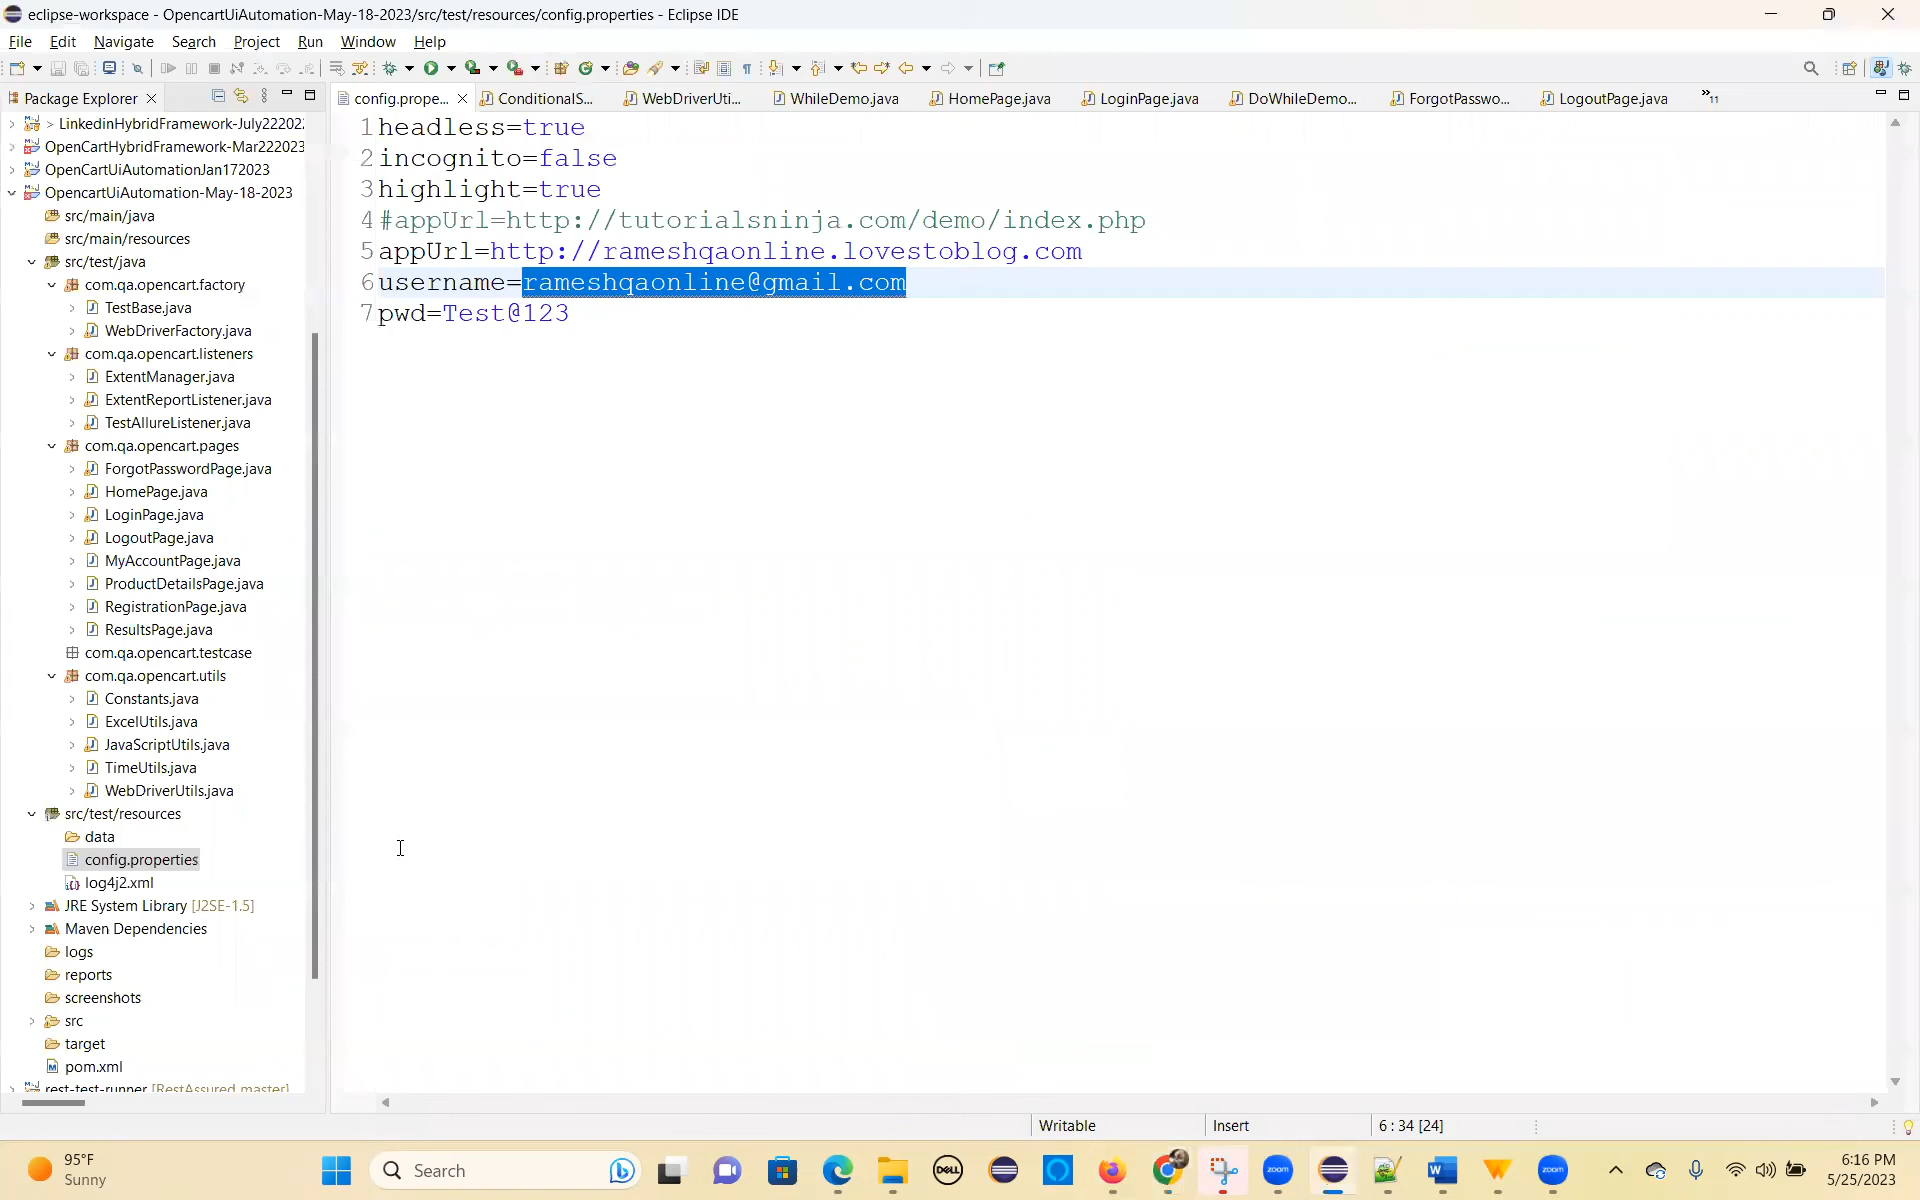 eclipse-workspace - OpencartUiAutomation-May-18-2023/src/test/resources/config.properties - Eclipse IDE
File Edit Navigate Search Project Run Window Help
Package Explorer
config.prope... ConditionalS... WebDriverUti... WhileDemo.java HomePage.java LoginPage.java DoWhileDemo... ForgotPasswo... LogoutPage.java »11
> LinkedinHybridFramework-July22202
OpenCartHybridFramework-Mar222023
OpenCartUiAutomationJan172023
OpencartUiAutomation-May-18-2023
src/main/java
src/main/resources
src/test/java
com.qa.opencart.factory
TestBase.java
WebDriverFactory.java
com.qa.opencart.listeners
ExtentManager.java
ExtentReportListener.java
TestAllureListener.java
com.qa.opencart.pages
ForgotPasswordPage.java
HomePage.java
LoginPage.java
LogoutPage.java
MyAccountPage.java
ProductDetailsPage.java
RegistrationPage.java
ResultsPage.java
com.qa.opencart.testcase
com.qa.opencart.utils
Constants.java
ExcelUtils.java
JavaScriptUtils.java
TimeUtils.java
WebDriverUtils.java
src/test/resources
data
config.properties
log4j2.xml
JRE System Library [J2SE-1.5]
Maven Dependencies
logs
reports
screenshots
src
target
pom.xml
rest-test-runner [RestAssured master]
1 headless=true
2 incognito=false
3 highlight=true
4 #appUrl=http://tutorialsninja.com/demo/index.php
5 appUrl=http://rameshqaonline.lovestoblog.com
6 username=rameshqaonline@gmail.com
7 pwd=Test@123
Writable Insert 6 : 34 [24]
95°F
Sunny
Search
DELL
zoom
zoom
6:16 PM
5/25/2023